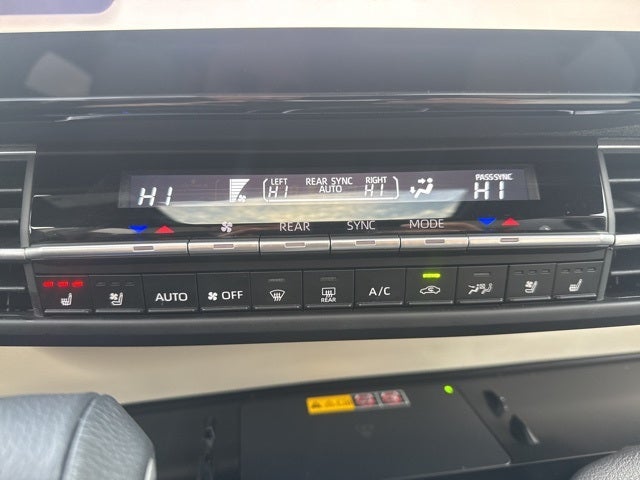 LEFT REAR SYNC RIGHT PASS SYNC
HI HI AUTO HI HI
REAR SYNC MODE
AUTO OFF REAR A/C